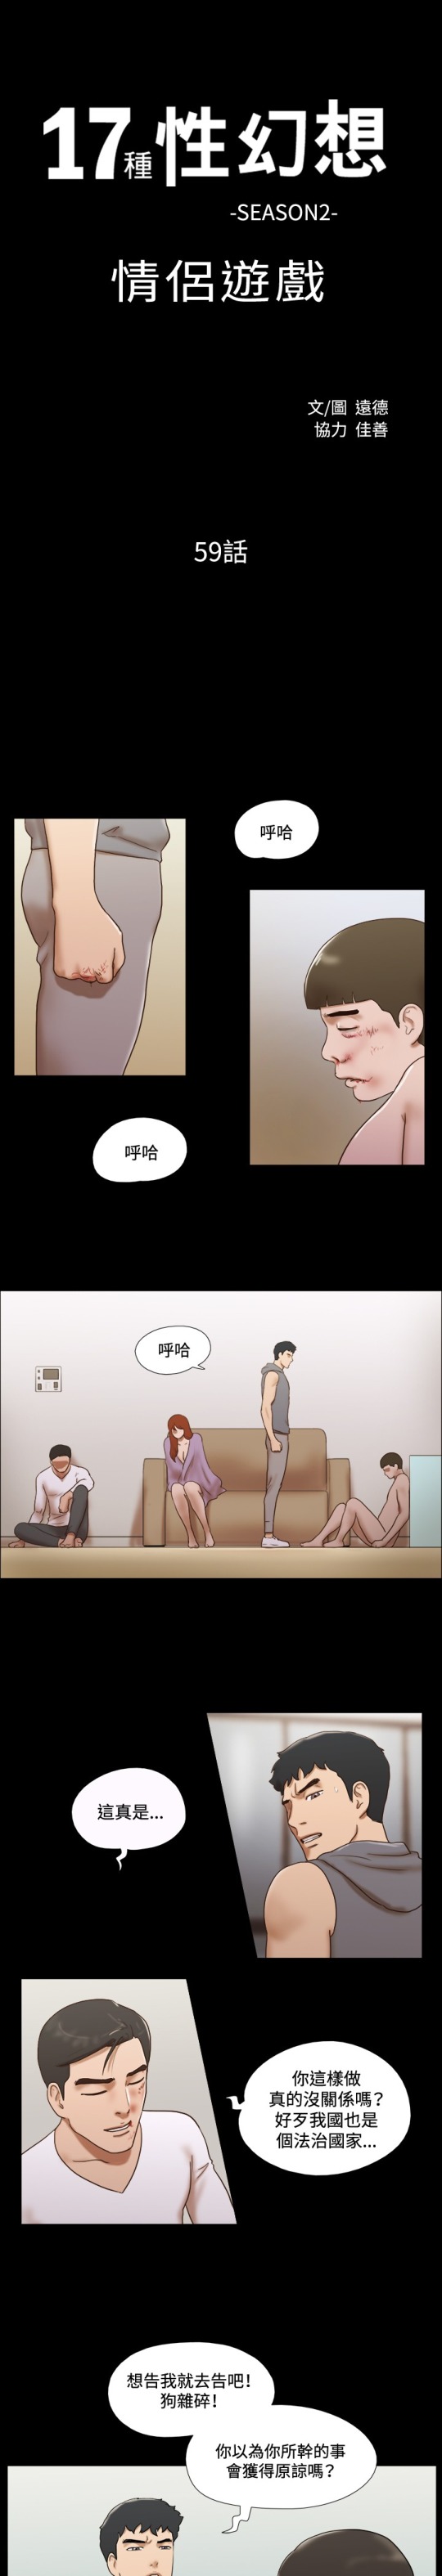 17種性幻想
-SEASON2-
情侶遊戲
文/圖 遠德
協力 佳善
59話
呼哈
呼哈
呼哈
這真是...
你這樣做
真的沒關係嗎?
好歹我國也是
個法治國家...
想告我就去告吧!
狗雜碎!
你以為你所幹的事
會獲得原諒嗎?